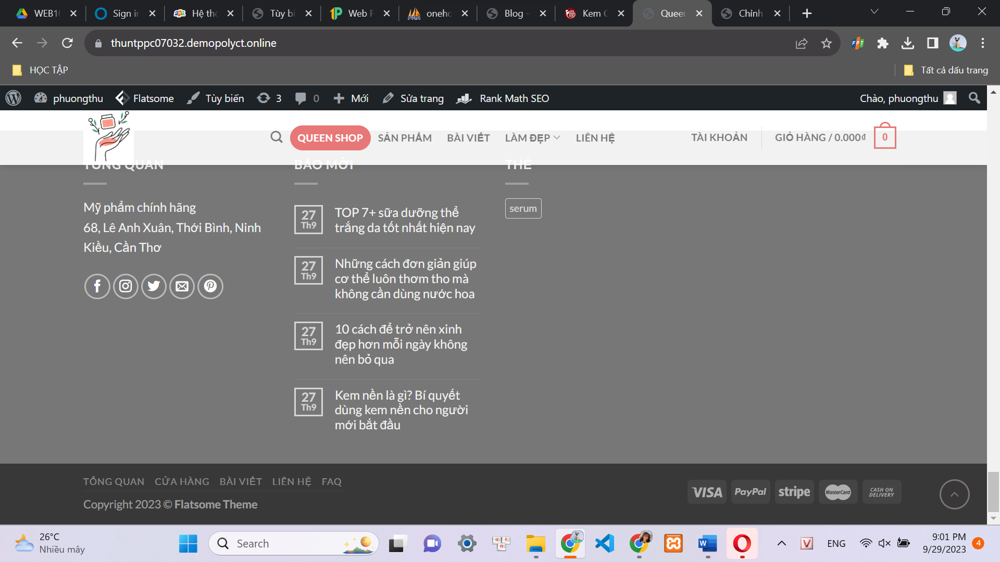 WEB1
Sign in
Hệ th
Tùy bi
Web P
oneho
Blog -
Kem C
Queen
Chỉnh
thuntppc07032.demopolyct.online
FPT
HỌC TẬP
Tất cả dấu trang
phuongthu
Flatsome
Tùy biến
3
0
Mới
Sửa trang
Rank Math SEO
Chào, phuongthu
QUEEN SHOP
SẢN PHẨM
BÀI VIẾT
LÀM ĐẸP
LIÊN HỆ
TÀI KHOẢN
GIỎ HÀNG / 0.000₫
0
TỔNG QUAN
BÁO MỚI
THẺ
Mỹ phẩm chính hãng
68, Lê Anh Xuân, Thới Bình, Ninh
Kiều, Cần Thơ
27
Th9
TOP 7+ sữa dưỡng thể
trắng da tốt nhất hiện nay
27
Th9
Những cách đơn giản giúp
cơ thể luôn thơm tho mà
không cần dùng nước hoa
27
Th9
10 cách để trở nên xinh
đẹp hơn mỗi ngày không
nên bỏ qua
27
Th9
Kem nền là gì? Bí quyết
dùng kem nền cho người
mới bắt đầu
serum
TỔNG QUAN
CỬA HÀNG
BÀI VIẾT
LIÊN HỆ
FAQ
Copyright 2023 © Flatsome Theme
VISA
PayPal
stripe
MasterCard
CASH ON
DELIVERY
26°C
Nhiều mây
Search
ENG
9:01 PM
9/29/2023
4